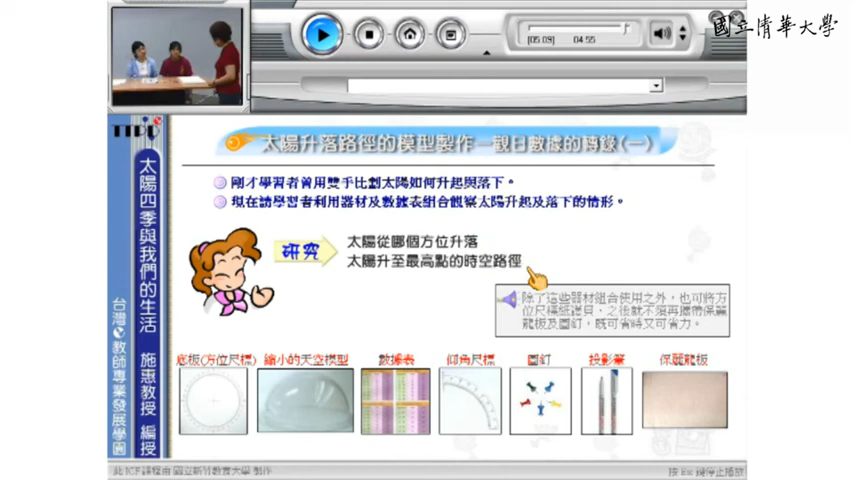 國立清華大學
[05:09] 04:55
TIPD
太陽升落路徑的模型製作—觀日數據的轉錄(一)
剛才學習者曾用雙手比劃太陽如何升起與落下。
現在請學習者利用器材及數據表組合觀察太陽升起及落下的情形。
研究
太陽從哪個方位升落
太陽升至最高點的時空路徑
除了這些器材組合使用之外，也可將方
位尺標紙護貝，之後就不須再攜帶保麗
龍板及圖釘，既可省時又可省力。
底板(方位尺標)
縮小的天空模型
數據表
仰角尺標
圖釘
投影筆
保麗龍板
太陽四季與我們的生活 施惠教授 編授
台灣教師專業發展學園
此 ICF 課程由 國立新竹教育大學 製作
按 Esc 鍵停止播放